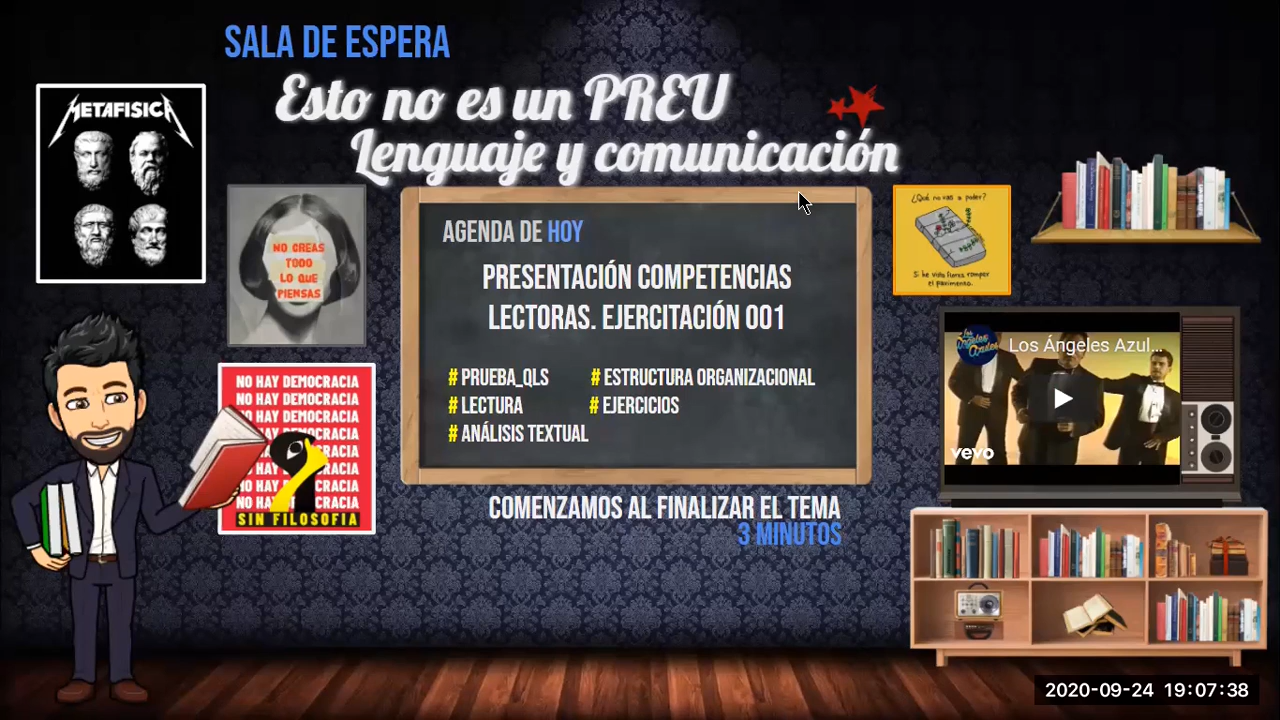 SALA DE ESPERA
Esto no es un PREU
Lenguaje y comunicación
METAFISICA
NO CREAS
TODO
LO QUE
PIENSAS
NO HAY DEMOCRACIA
NO HAY DEMOCRACIA
NO HAY DEMOCRACIA
NO HAY DEMOCRACIA
SIN FILOSOFIA
AGENDA DE HOY
PRESENTACIÓN COMPETENCIAS
LECTORAS. EJERCITACIÓN 001
# PRUEBA_QLS
# ESTRUCTURA ORGANIZACIONAL
# LECTURA
# EJERCICIOS
# ANÁLISIS TEXTUAL
COMENZAMOS AL FINALIZAR EL TEMA
3 MINUTOS
¿Qué no vas a poder?
Si he visto flores romper
el pavimento.
Los Ángeles Azul...
vevo
2020-09-24 19:07:38